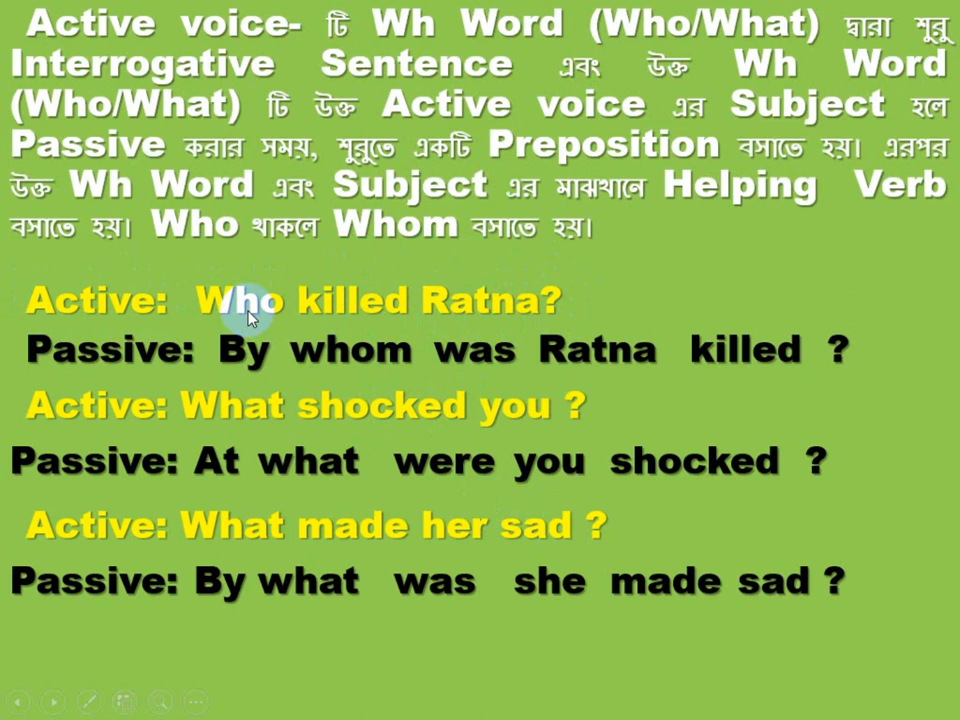 Active voice- টি Wh Word (Who/What) দ্বারা শুরু
Interrogative Sentence এবং উক্ত Wh Word
(Who/What) টি উক্ত Active voice এর Subject হলে
Passive করার সময়, শুরুতে একটি Preposition বসাতে হয়। এরপর
উক্ত Wh Word এবং Subject এর মাঝখানে Helping Verb
বসাতে হয়। Who থাকলে Whom বসাতে হয়।
Active: Who killed Ratna?
Passive: By whom was Ratna killed ?
Active: What shocked you ?
Passive: At what were you shocked ?
Active: What made her sad ?
Passive: By what was she made sad ?